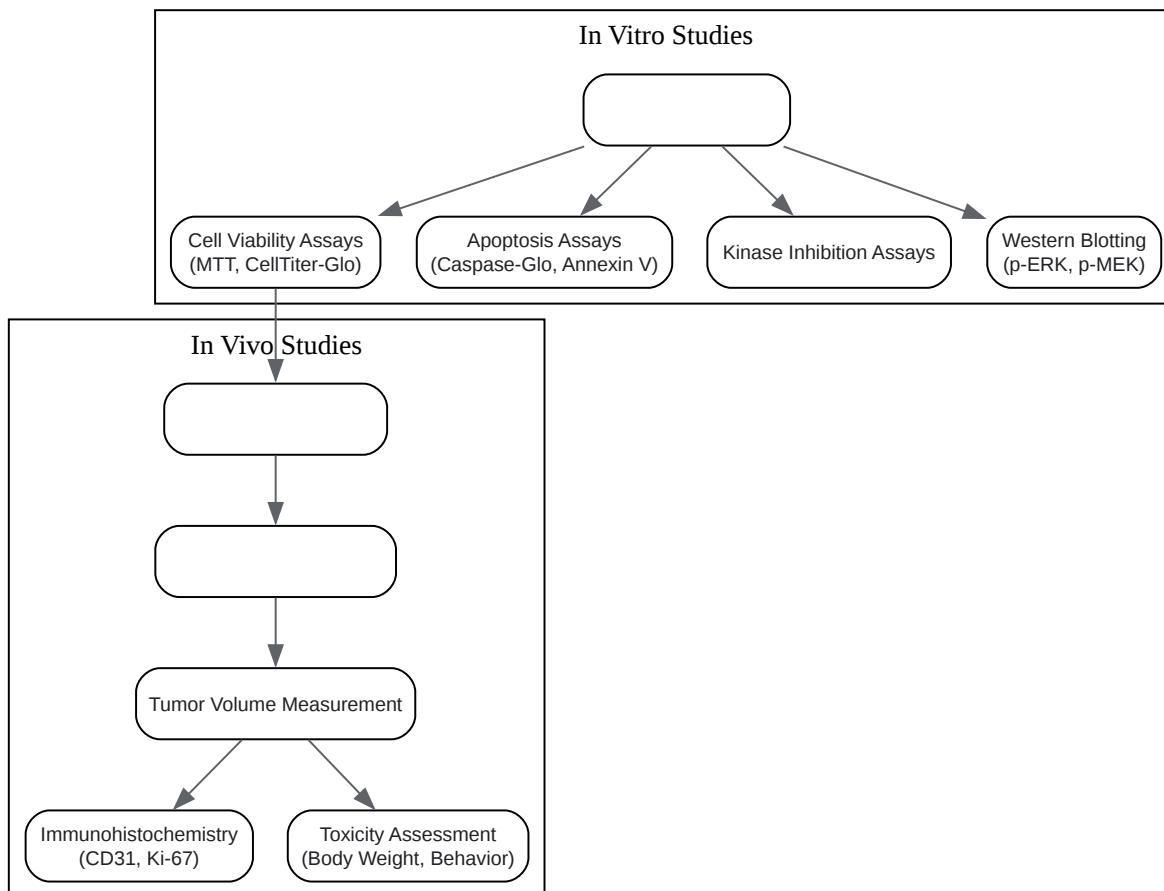 In Vitro Studies
Cell Viability Assays
(MTT, CellTiter-Glo)
Apoptosis Assays
(Caspase-Glo, Annexin V)
Kinase Inhibition Assays
Western Blotting
(p-ERK, p-MEK)
In Vivo Studies
Tumor Volume Measurement
Immunohistochemistry
(CD31, Ki-67)
Toxicity Assessment
(Body Weight, Behavior)